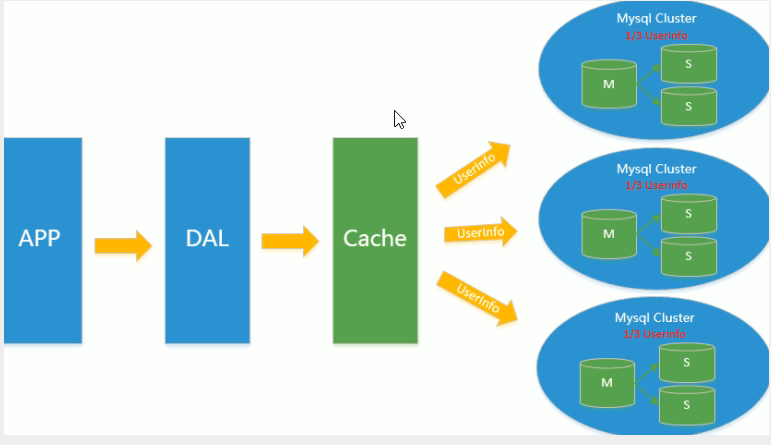 APP
DAL
Cache
UserInfo
UserInfo
UserInfo
Mysql Cluster
1/3 Userinfo
M
S
S
Mysql Cluster
1/3 Userinfo
M
S
S
Mysql Cluster
1/3 Userinfo
M
S
S